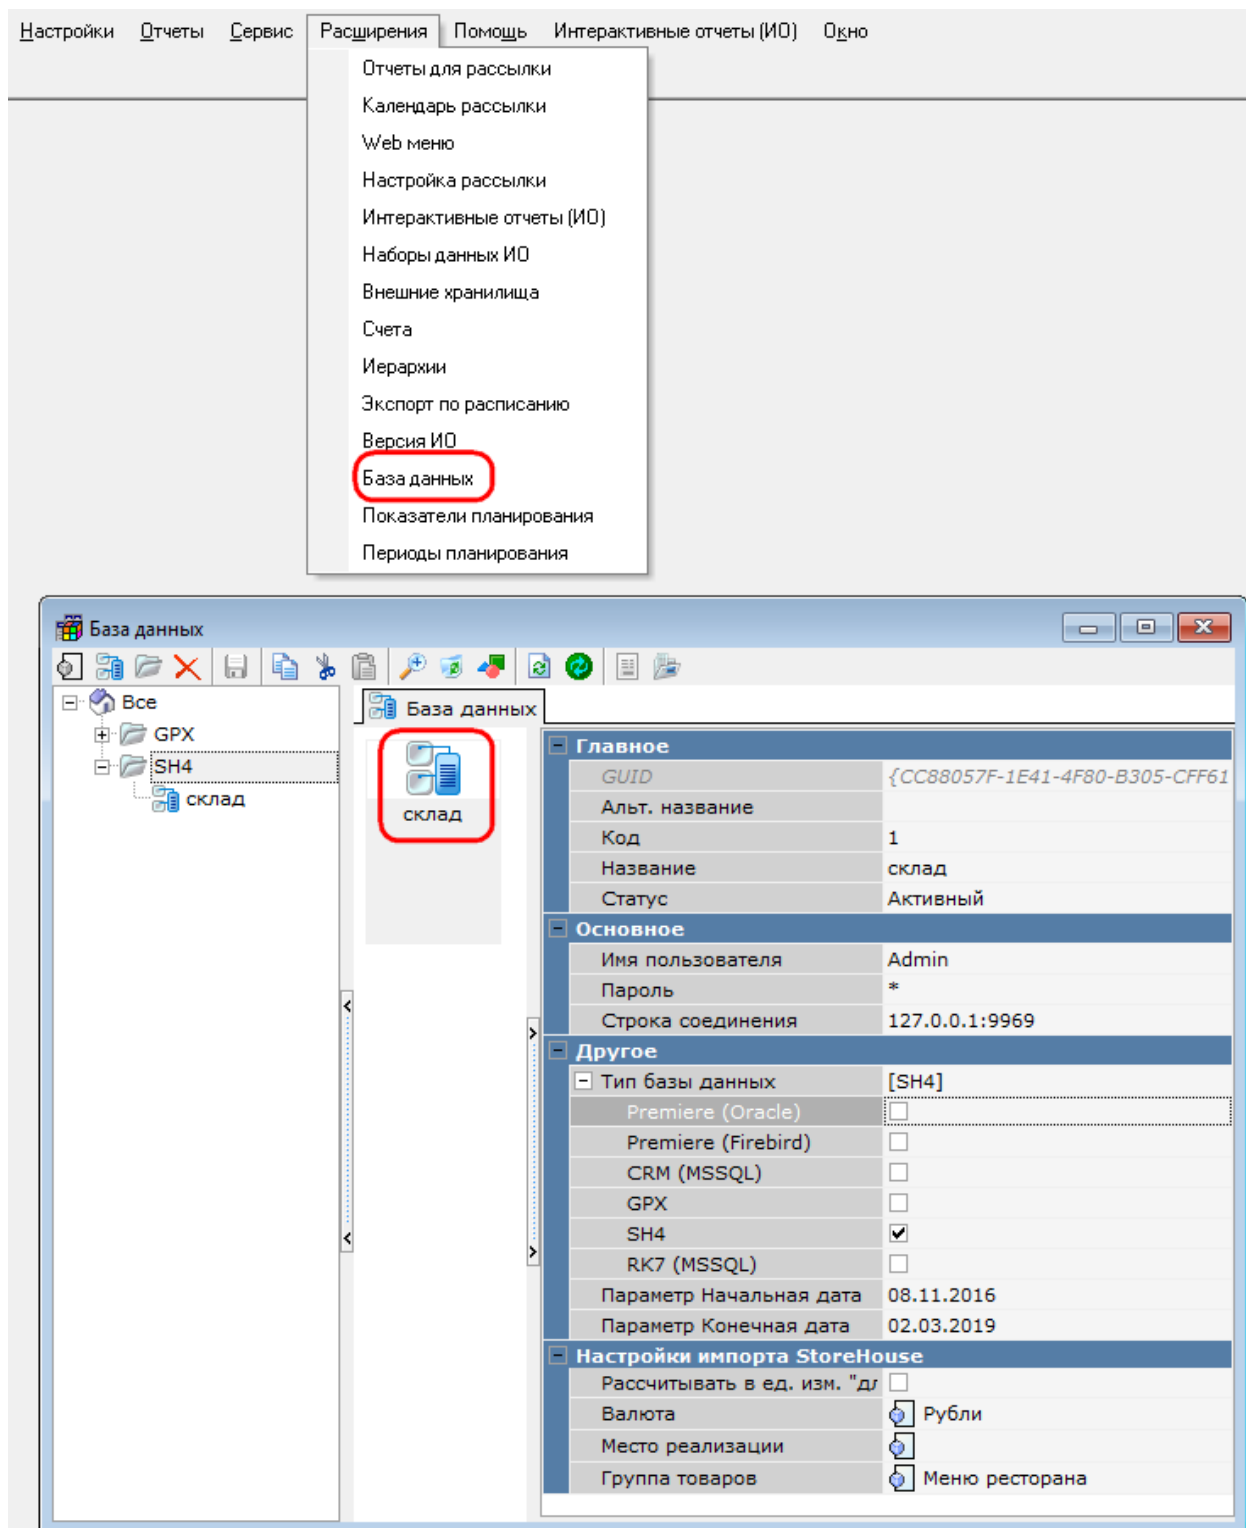 Настройки Отчеты Сервис Расширения Помощь Интерактивные отчеты (ИО) Окно
Отчеты для рассылки
Календарь рассылки
Web меню
Настройка рассылки
Интерактивные отчеты (ИО)
Наборы данных ИО
Внешние хранилища
Счета
Иерархии
Экспорт по расписанию
Версия ИО
База данных
Показатели планирования
Периоды планирования
База данных
Все
GPX
SH4
склад
База данных
склад
Главное
GUID {CC88057F-1E41-4F80-B305-CFF61
Альт. название
Код 1
Название склад
Статус Активный
Основное
Имя пользователя Admin
Пароль *
Строка соединения 127.0.0.1:9969
Другое
Тип базы данных [SH4]
Premiere (Oracle)
Premiere (Firebird)
CRM (MSSQL)
GPX
SH4
RK7 (MSSQL)
Параметр Начальная дата 08.11.2016
Параметр Конечная дата 02.03.2019
Настройки импорта StoreHouse
Рассчитывать в ед. изм. "дл
Валюта Рубли
Место реализации
Группа товаров Меню ресторана